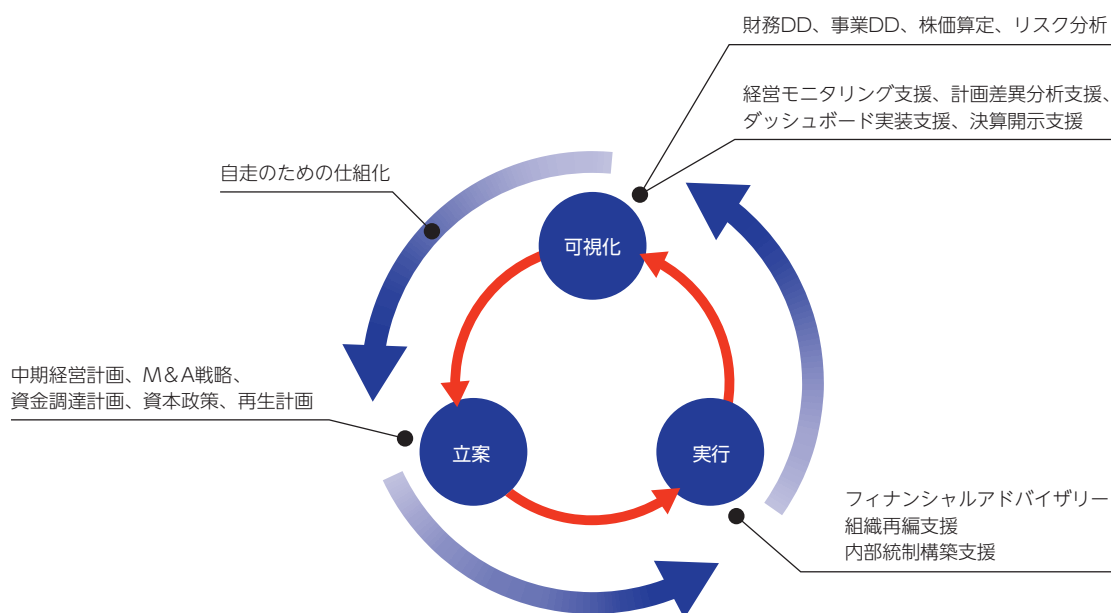 財務DD、事業DD、株価算定、リスク分析
経営モニタリング支援、計画差異分析支援、
ダッシュボード実装支援、決算開示支援
自走のための仕組化
可視化
中期経営計画、M＆A戦略、
資金調達計画、資本政策、再生計画
立案
実行
フィナンシャルアドバイザリー
組織再編支援
内部統制構築支援